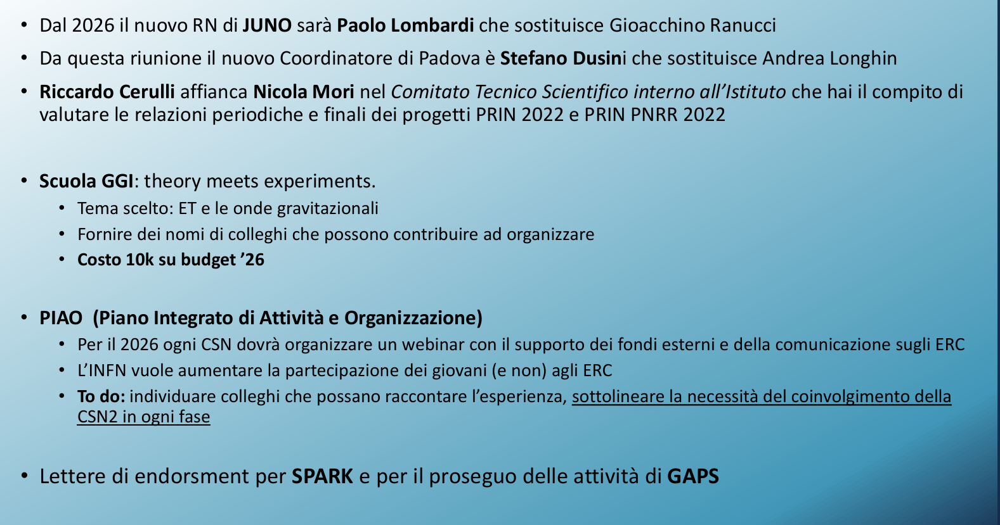 • Dal 2026 il nuovo RN di JUNO sarà Paolo Lombardi che sostituisce Gioacchino Ranucci
• Da questa riunione il nuovo Coordinatore di Padova è Stefano Dusini che sostituisce Andrea Longhin
• Riccardo Cerulli affianca Nicola Mori nel Comitato Tecnico Scientifico interno all’Istituto che hai il compito di
valutare le relazioni periodiche e finali dei progetti PRIN 2022 e PRIN PNRR 2022
• Scuola GGI: theory meets experiments.
• Tema scelto: ET e le onde gravitazionali
• Fornire dei nomi di colleghi che possono contribuire ad organizzare
• Costo 10k su budget ’26
• PIAO  (Piano Integrato di Attività e Organizzazione)
• Per il 2026 ogni CSN dovrà organizzare un webinar con il supporto dei fondi esterni e della comunicazione sugli ERC
• L’INFN vuole aumentare la partecipazione dei giovani (e non) agli ERC
• To do: individuare colleghi che possano raccontare l’esperienza, sottolineare la necessità del coinvolgimento della
CSN2 in ogni fase
• Lettere di endorsment per SPARK e per il proseguo delle attività di GAPS